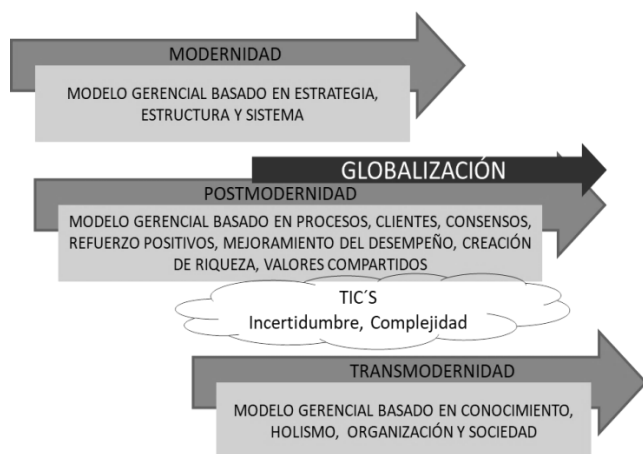 MODERNIDAD
MODELO GERENCIAL BASADO EN ESTRATEGIA,
ESTRUCTURA Y SISTEMA
GLOBALIZACIÓN
POSTMODERNIDAD
MODELO GERENCIAL BASADO EN PROCESOS, CLIENTES, CONSENSOS,
REFUERZO POSITIVOS, MEJORAMIENTO DEL DESEMPEÑO, CREACIÓN
DE RIQUEZA, VALORES COMPARTIDOS
TIC´S
Incertidumbre, Complejidad
TRANSMODERNIDAD
MODELO GERENCIAL BASADO EN CONOCIMIENTO,
HOLISMO, ORGANIZACIÓN Y SOCIEDAD